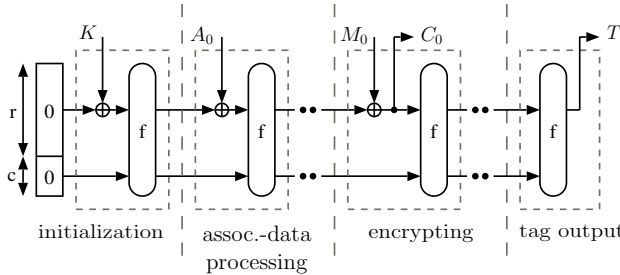 K
A₀
M₀
C₀
T
r
0
f
f
f
f
c
0
initialization
assoc.-data
processing
encrypting
tag output